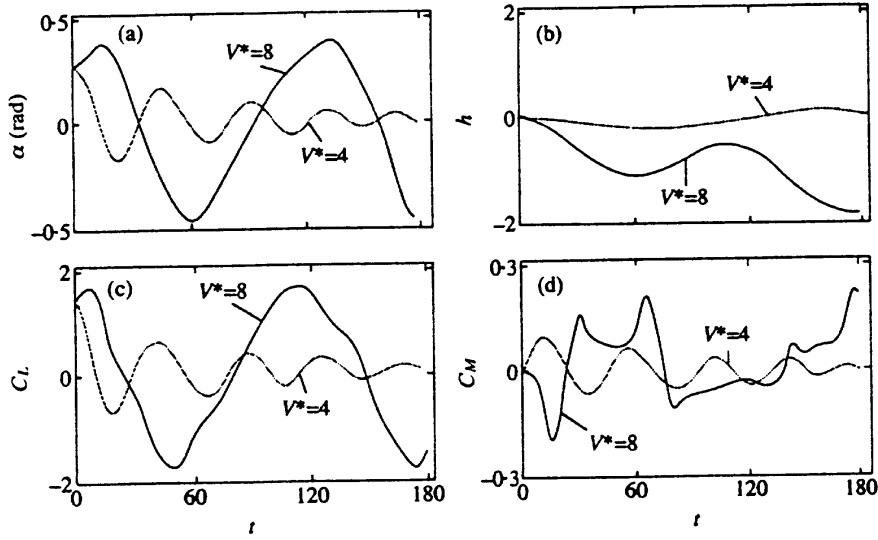 0·5
(a)
V*=8
α (rad)
0
V*=4
−0·5
2
(b)
V*=4
h
0
V*=8
−2
2
(c)
V*=8
C_L
0
V*=4
−2
0
60
120
180
t
0·3
(d)
V*=4
C_M
0
V*=8
−0·3
0
60
120
180
t